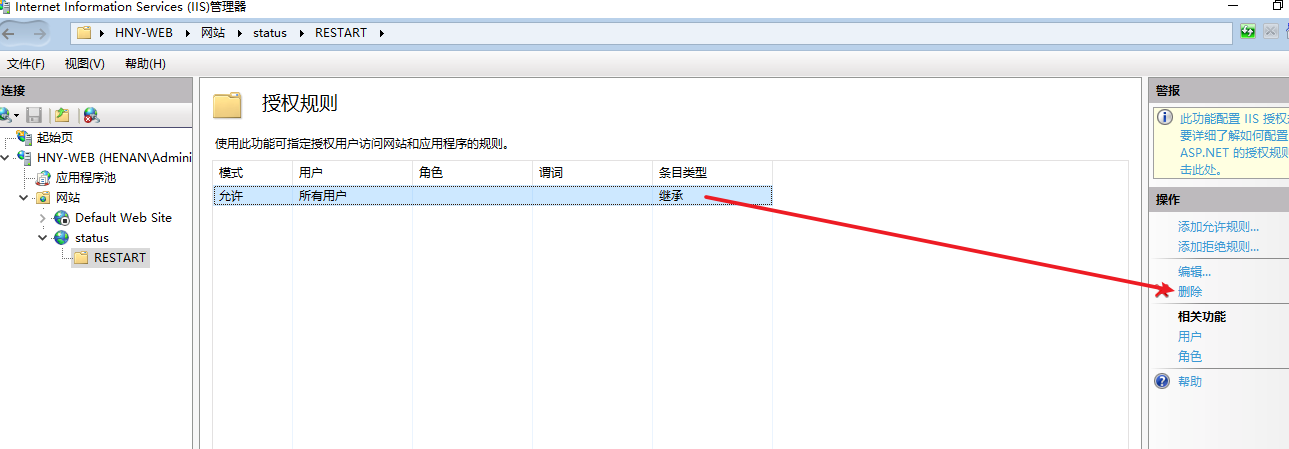 Internet Information Services (IIS)管理器
HNY-WEB 网站 status RESTART
文件(F) 视图(V) 帮助(H)
连接
起始页
HNY-WEB (HENAN\Admini
应用程序池
网站
Default Web Site
status
RESTART
授权规则
使用此功能可指定授权用户访问网站和应用程序的规则。
模式 用户 角色 谓词 条目类型
允许 所有用户 继承
警报
此功能配置 IIS 授权规
要详细了解如何配置
ASP.NET 的授权规则
击此处。
操作
添加允许规则...
添加拒绝规则...
编辑...
删除
相关功能
用户
角色
帮助